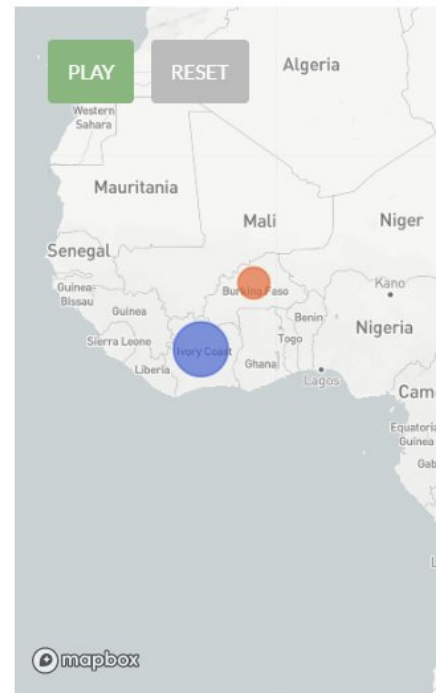 PLAY
RESET
Algeria
Western
Sahara
Mauritania
Mali
Niger
Senegal
Guinea-
Bissau
Burkina Faso
Kano
Guinea
Benin
Nigeria
Sierra Leone
Ivory Coast
Togo
Liberia
Ghana
Lagos
Cam
Equatoria
Guinea
Gab
mapbox